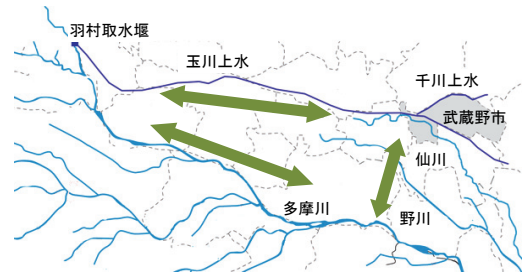 羽村取水堰
玉川上水
千川上水
武蔵野市
仙川
多摩川
野川